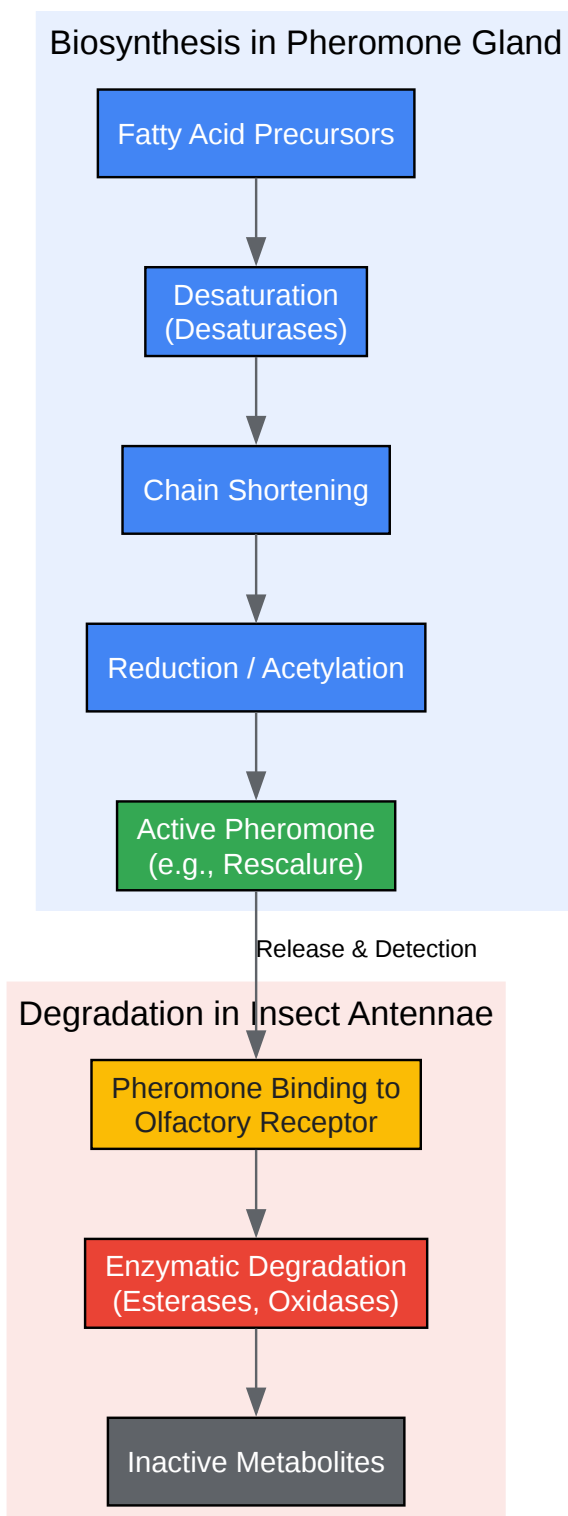 Biosynthesis in Pheromone Gland
Fatty Acid Precursors
Desaturation
(Desaturases)
Chain Shortening
Reduction / Acetylation
Active Pheromone
(e.g., Rescalure)
Release & Detection
Degradation in Insect Antennae
Pheromone Binding to
Olfactory Receptor
Enzymatic Degradation
(Esterases, Oxidases)
Inactive Metabolites